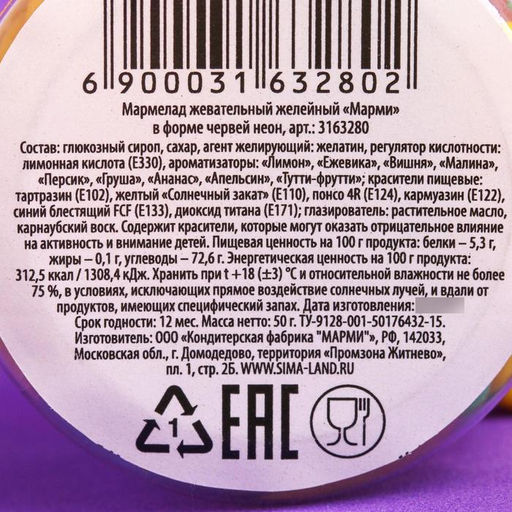 6 900031 632802
Мармелад жевательный желейный «Марми»
в форме червей неон, арт.: 3163280
Состав: глюкозный сироп, сахар, агент желирующий: желатин, регулятор кислотности:
лимонная кислота (Е330), ароматизаторы: «Лимон», «Ежевика», «Вишня», «Малина»,
«Персик», «Груша», «Ананас», «Апельсин», «Тутти-фрутти»; красители пищевые:
тартразин (Е102), желтый «Солнечный закат» (Е110), понсо 4R (Е124), кармуазин (Е122),
синий блестящий FCF (Е133), диоксид титана (Е171); глазирователь: растительное масло,
карнаубский воск. Содержит красители, которые могут оказать отрицательное влияние
на активность и внимание детей. Пищевая ценность на 100 г продукта: белки – 5,3 г,
жиры – 0,1 г, углеводы – 72,6 г. Энергетическая ценность на 100 г продукта:
312,5 ккал / 1308,4 кДж. Хранить при t +18 (±3) °С и относительной влажности не более
75 %, в условиях, исключающих прямое воздействие солнечных лучей, и вдали от
продуктов, имеющих специфический запах. Дата изготовления:
Срок годности: 12 мес. Масса нетто: 50 г. ТУ-9128-001-50176432-15.
Изготовитель: ООО «Кондитерская фабрика "МАРМИ"», РФ, 142033,
Московская обл., г. Домодедово, территория «Промзона Житнево»,
пл. 1, стр. 2Б. WWW.SIMA-LAND.RU
1 EAC